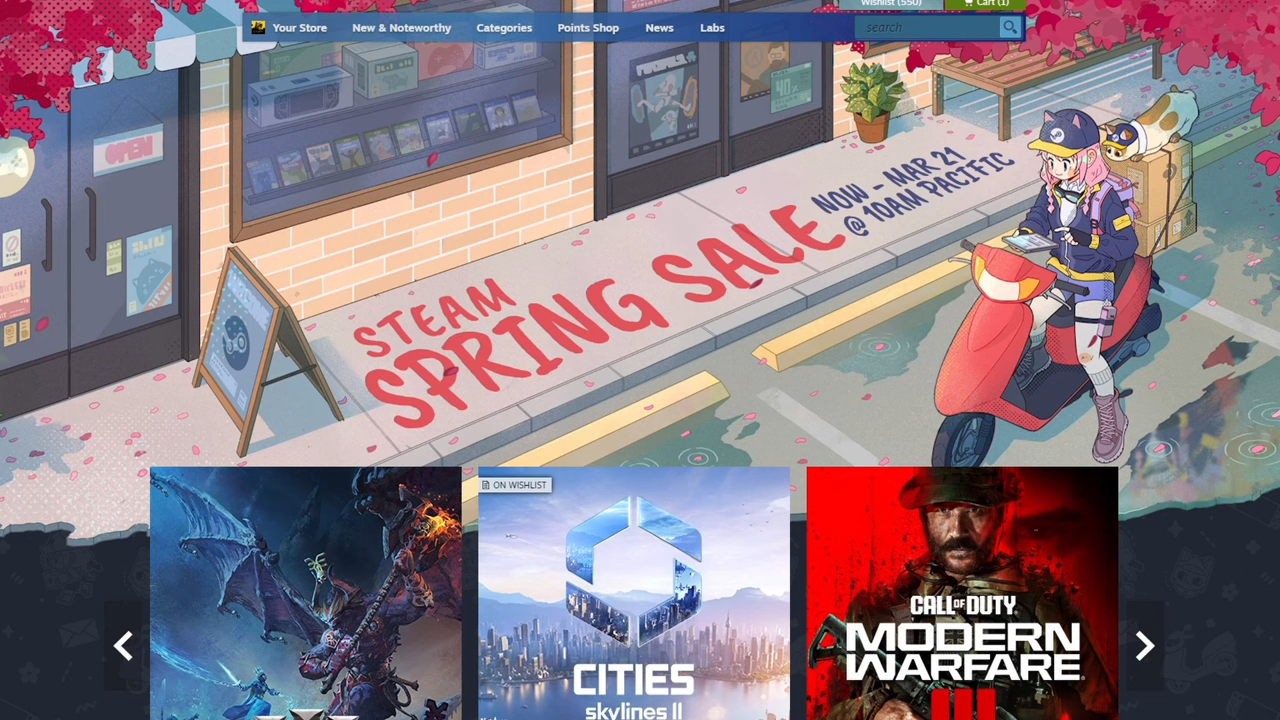 Wishlist (550)
Cart (1)
Your Store
New & Noteworthy
Categories
Points Shop
News
Labs
search
OPEN
STEAM
SPRING SALE
NOW - MAR 21
@ 10AM PACIFIC
ON WISHLIST
CITIES
skylines II
CALL OF DUTY
MODERN
WARFARE
III